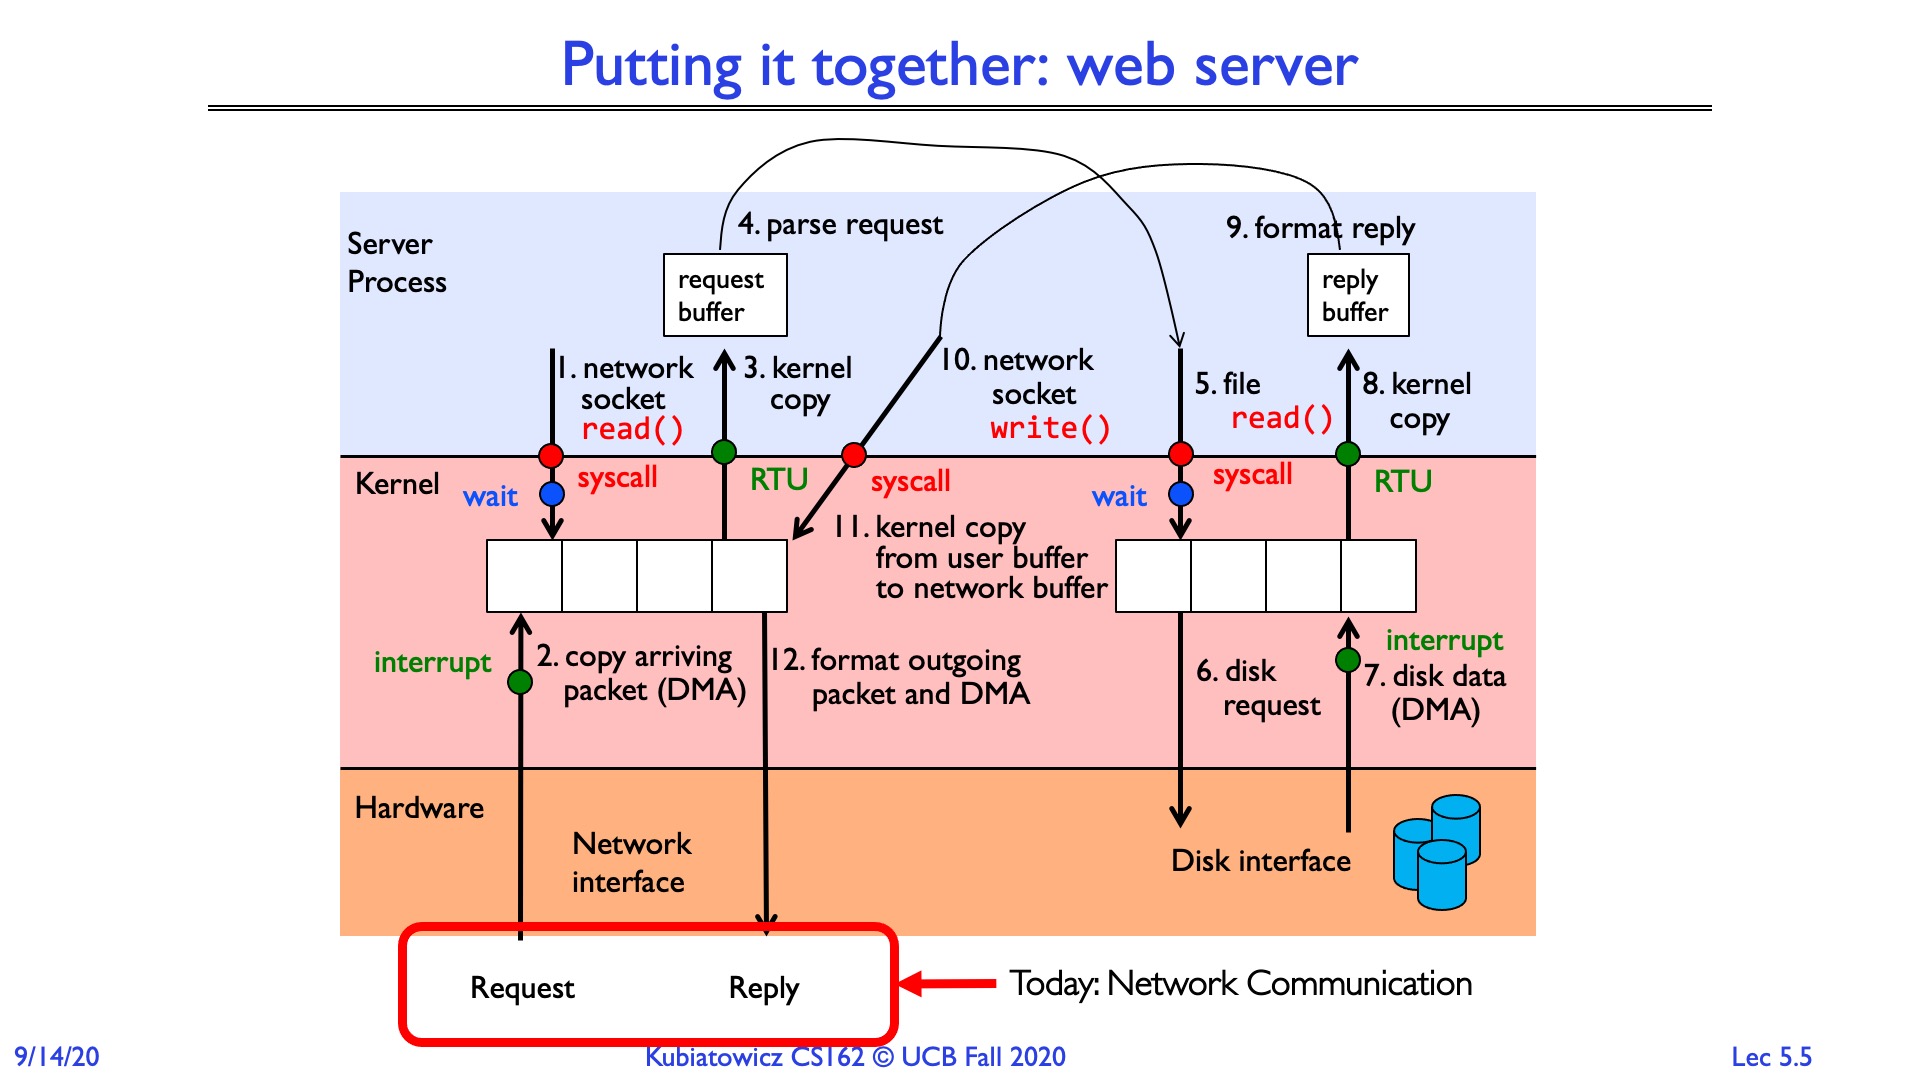 Putting it together: web server
Server
Process
4. parse request
9. format reply
request
buffer
reply
buffer
1. network
socket
read()
3. kernel
copy
10. network
socket
write()
5. file
read()
8. kernel
copy
Kernel
wait
syscall
RTU
syscall
wait
syscall
RTU
11. kernel copy
from user buffer
to network buffer
interrupt
2. copy arriving
packet (DMA)
12. format outgoing
packet and DMA
6. disk
request
interrupt
7. disk data
(DMA)
Hardware
Network
interface
Disk interface
Request
Reply
Today: Network Communication
9/14/20
Kubiatowicz CS162 © UCB Fall 2020
Lec 5.5